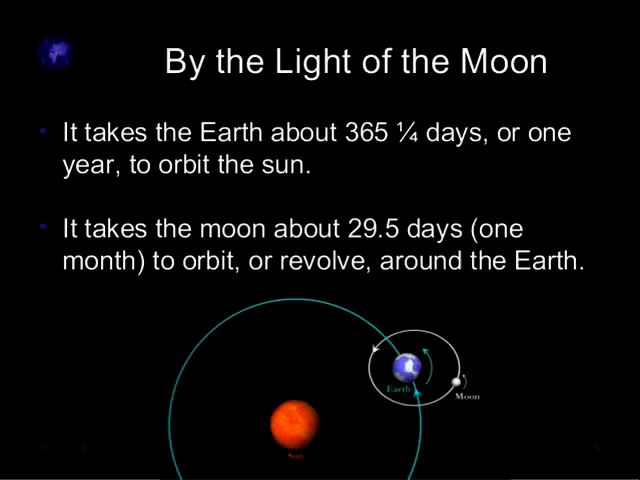 By the Light of the Moon
• It takes the Earth about 365 ¼ days, or one
year, to orbit the sun.
• It takes the moon about 29.5 days (one
month) to orbit, or revolve, around the Earth.
Earth
Moon
Sun